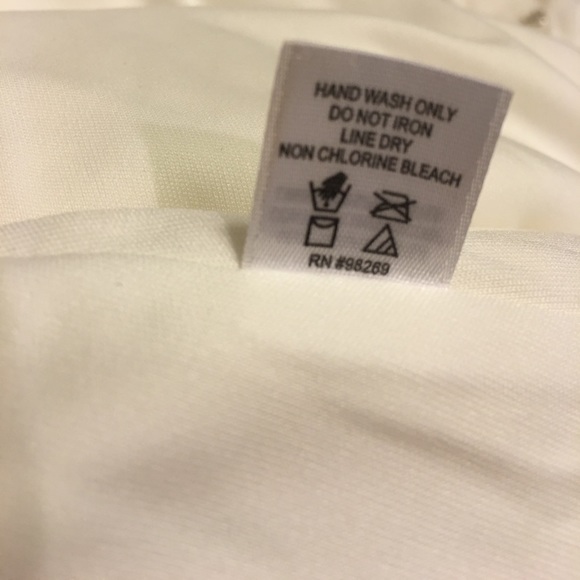 HAND WASH ONLY
DO NOT IRON
LINE DRY
NON CHLORINE BLEACH
RN #98269